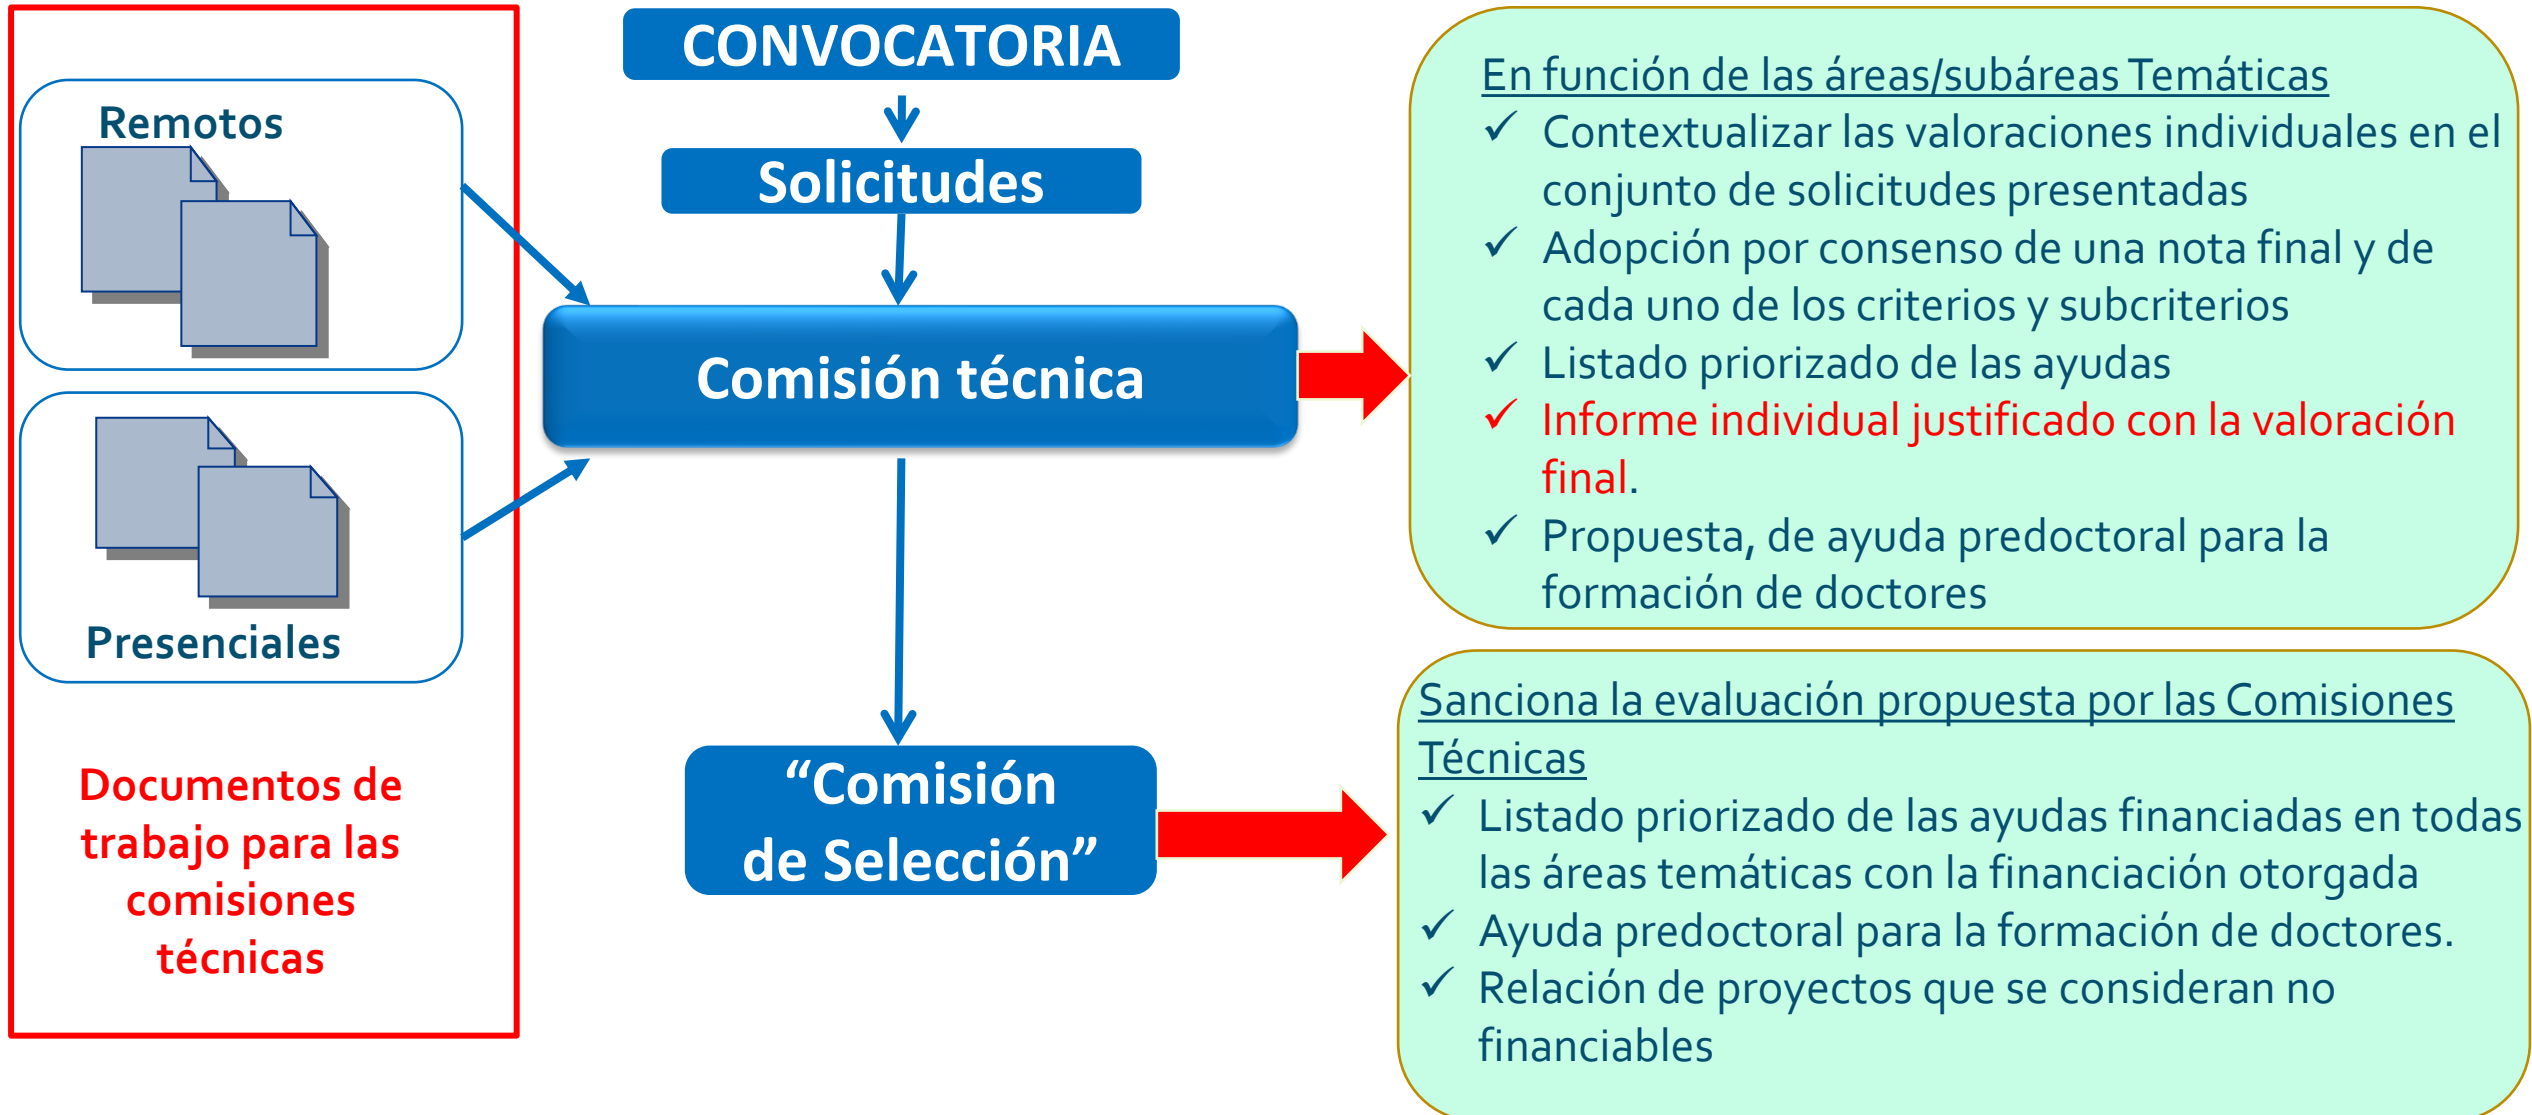 Remotos
Presenciales
Documentos de
trabajo para las
comisiones
técnicas
CONVOCATORIA
Solicitudes
Comisión técnica
“Comisión
de Selección”
En función de las áreas/subáreas Temáticas
✓ Contextualizar las valoraciones individuales en el
conjunto de solicitudes presentadas
✓ Adopción por consenso de una nota final y de
cada uno de los criterios y subcriterios
✓ Listado priorizado de las ayudas
✓ Informe individual justificado con la valoración
final.
✓ Propuesta, de ayuda predoctoral para la
formación de doctores
Sanciona la evaluación propuesta por las Comisiones
Técnicas
✓ Listado priorizado de las ayudas financiadas en todas
las áreas temáticas con la financiación otorgada
✓ Ayuda predoctoral para la formación de doctores.
✓ Relación de proyectos que se consideran no
financiables